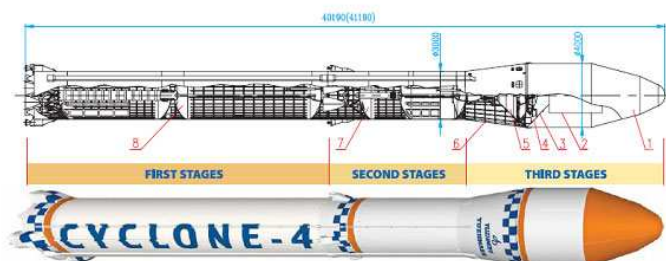 40190(41180)
ø3000
ø4000
8
7
6
5
4
3
2
1
FIRST STAGES
SECOND STAGES
THIRD STAGES
CYCLONE-4